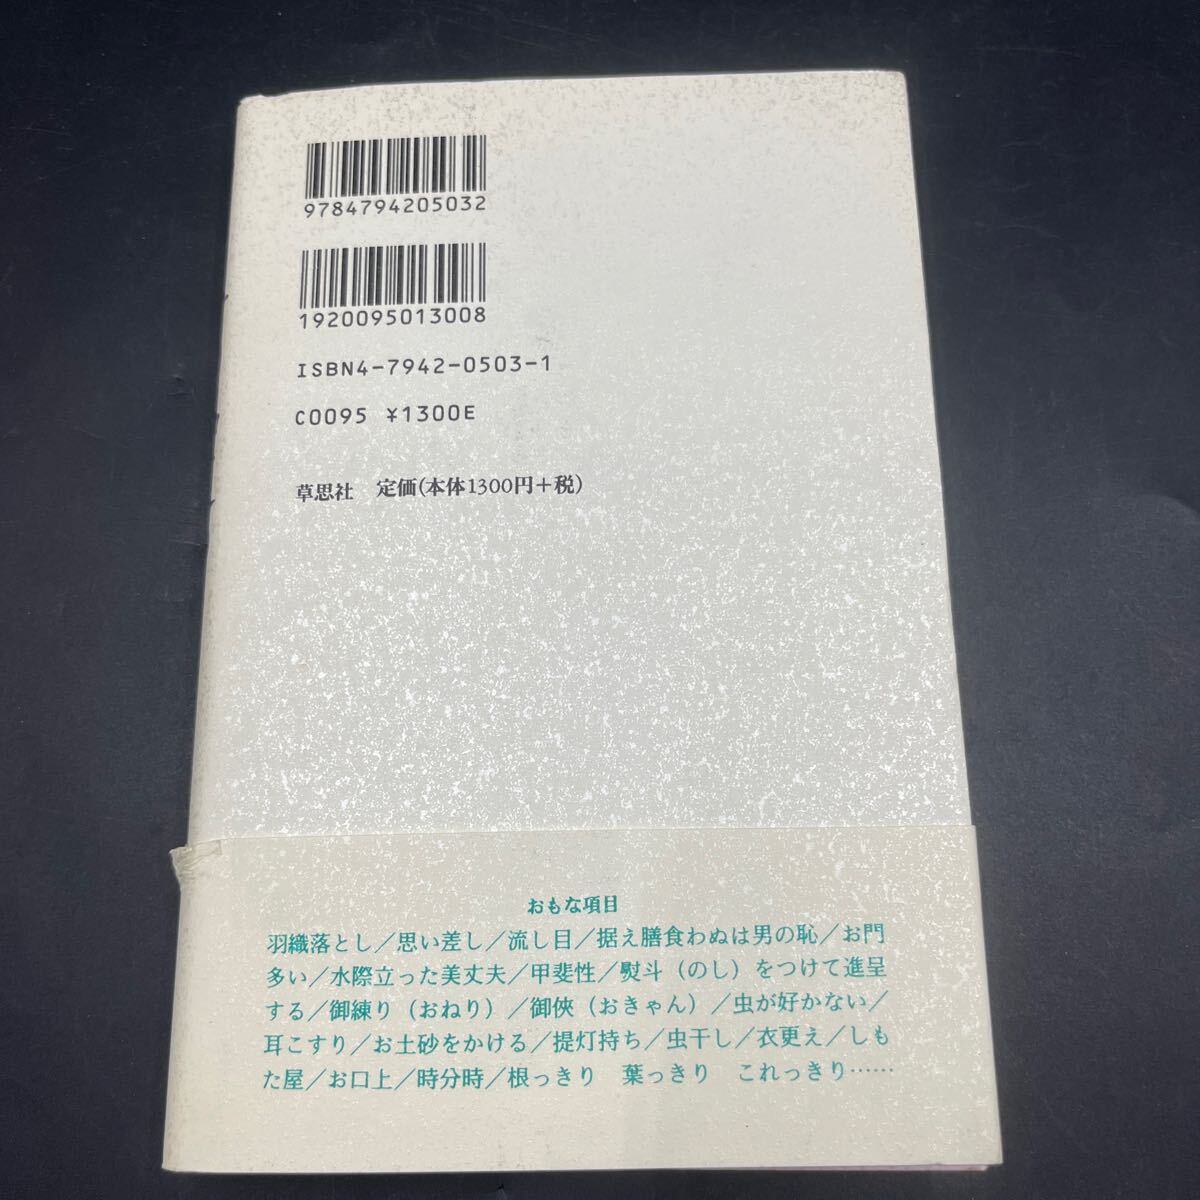 9784794205032
1920095013008
ISBN4-7942-0503-1
C0095 ¥1300E
草思社　定価(本体1300円+税)
おもな項目
羽織落とし／思い差し／流し目／据え膳食わぬは男の恥／お門
多い／水際立った美丈夫／甲斐性／熨斗（のし）をつけて進呈
する／御練り（おねり）／御俠（おきゃん）／虫が好かない／
耳こすり／お土砂をかける／提灯持ち／虫干し／衣更え／しも
た屋／お口上／時分時／根っきり　葉っきり　これっきり……